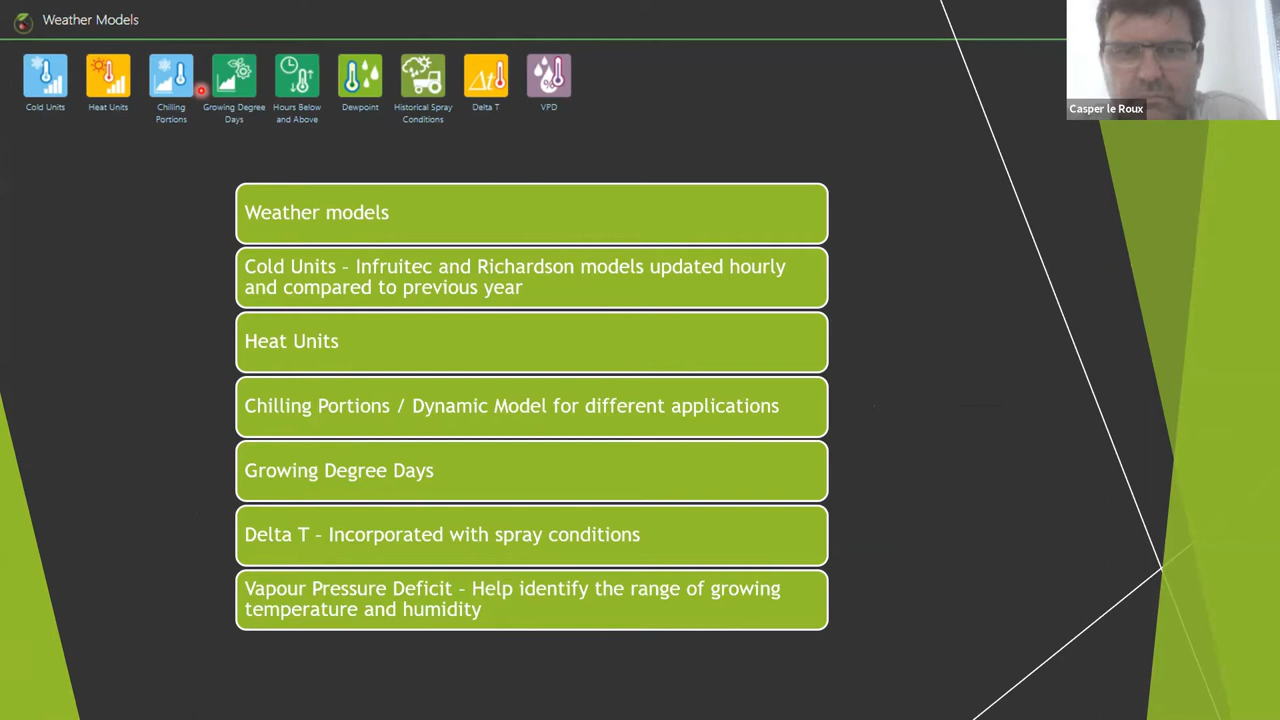 Weather Models
Cold Units
Heat Units
Chilling
Portions
Growing Degree
Days
Hours Below
and Above
Dewpoint
Historical Spray
Conditions
Delta T
VPD
Δt
%
Casper le Roux
Weather models
Cold Units – Infruitec and Richardson models updated hourly
and compared to previous year
Heat Units
Chilling Portions / Dynamic Model for different applications
Growing Degree Days
Delta T – Incorporated with spray conditions
Vapour Pressure Deficit – Help identify the range of growing
temperature and humidity